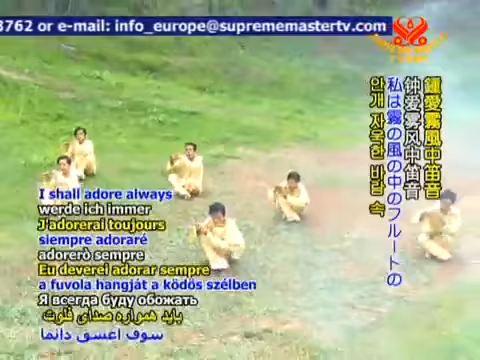 3762 or e-mail: info_europe@suprememastertv.com
鍾愛霧風中笛音
钟爱雾风中笛音
私は霧の風の中のフルートの
안개 자욱한 바람 속
I shall adore always
werde ich immer
J'adorerai toujours
siempre adoraré
adorerò sempre
Eu deverei adorar sempre
a fuvola hangját a ködös szélben
Я всегда буду обожать
باید همواره صدای فلوت
سوف اعشق دائما